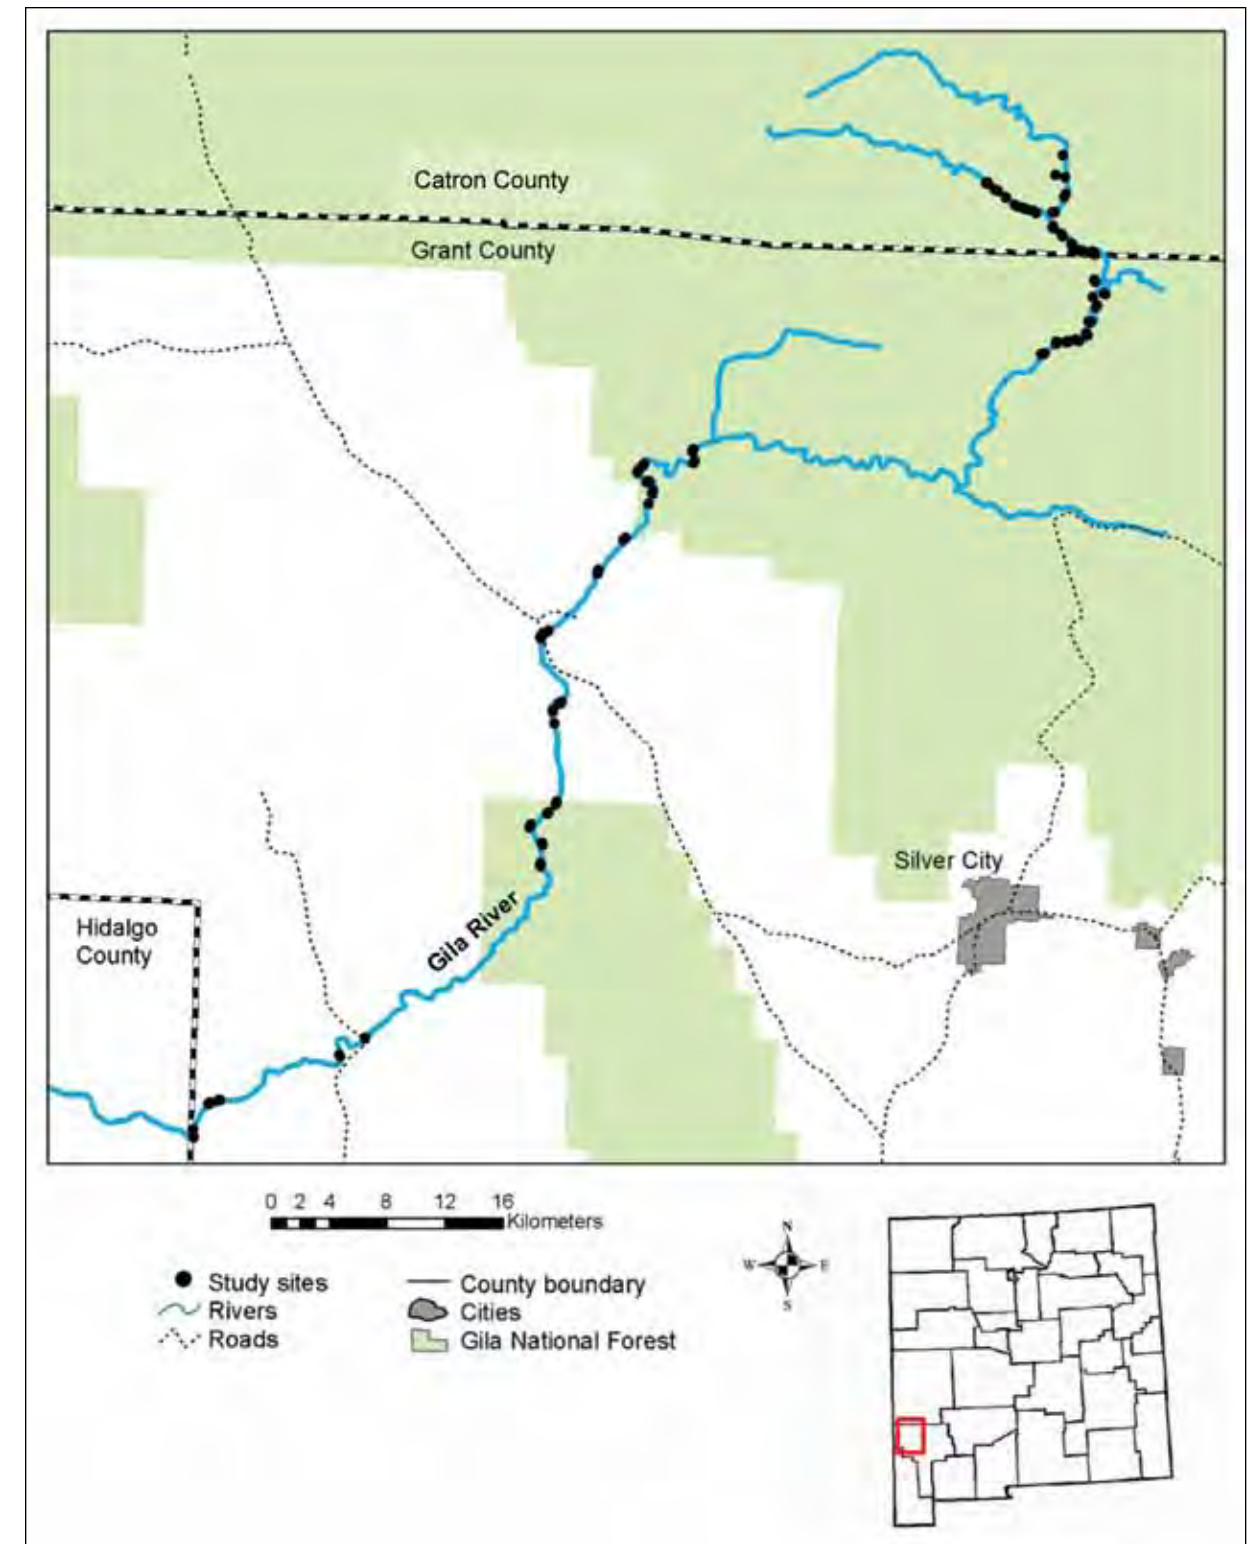 Catron County
Grant County
Silver City
Gila River
Hidalgo
County
0 2 4 8 12 16
Kilometers
N
W E
S
Study sites
County boundary
Rivers
Cities
Roads
Gila National Forest